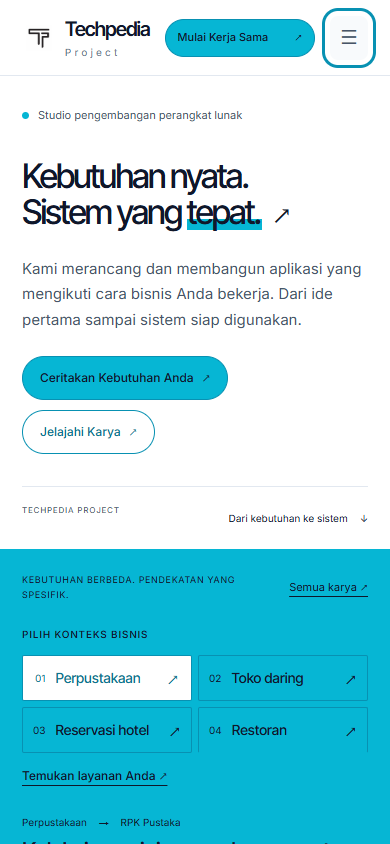 Techpedia
Project
Mulai Kerja Sama ↗
Studio pengembangan perangkat lunak
Kebutuhan nyata.
Sistem yang tepat. ↗
Kami merancang dan membangun aplikasi yang
mengikuti cara bisnis Anda bekerja. Dari ide
pertama sampai sistem siap digunakan.
Ceritakan Kebutuhan Anda ↗
Jelajahi Karya ↗
TECHPEDIA PROJECT
Dari kebutuhan ke sistem ↓
KEBUTUHAN BERBEDA. PENDEKATAN YANG
SPESIFIK.
Semua karya ↗
PILIH KONTEKS BISNIS
01 Perpustakaan ↗
02 Toko daring ↗
03 Reservasi hotel ↗
04 Restoran ↗
Temukan layanan Anda ↗
Perpustakaan → RPK Pustaka